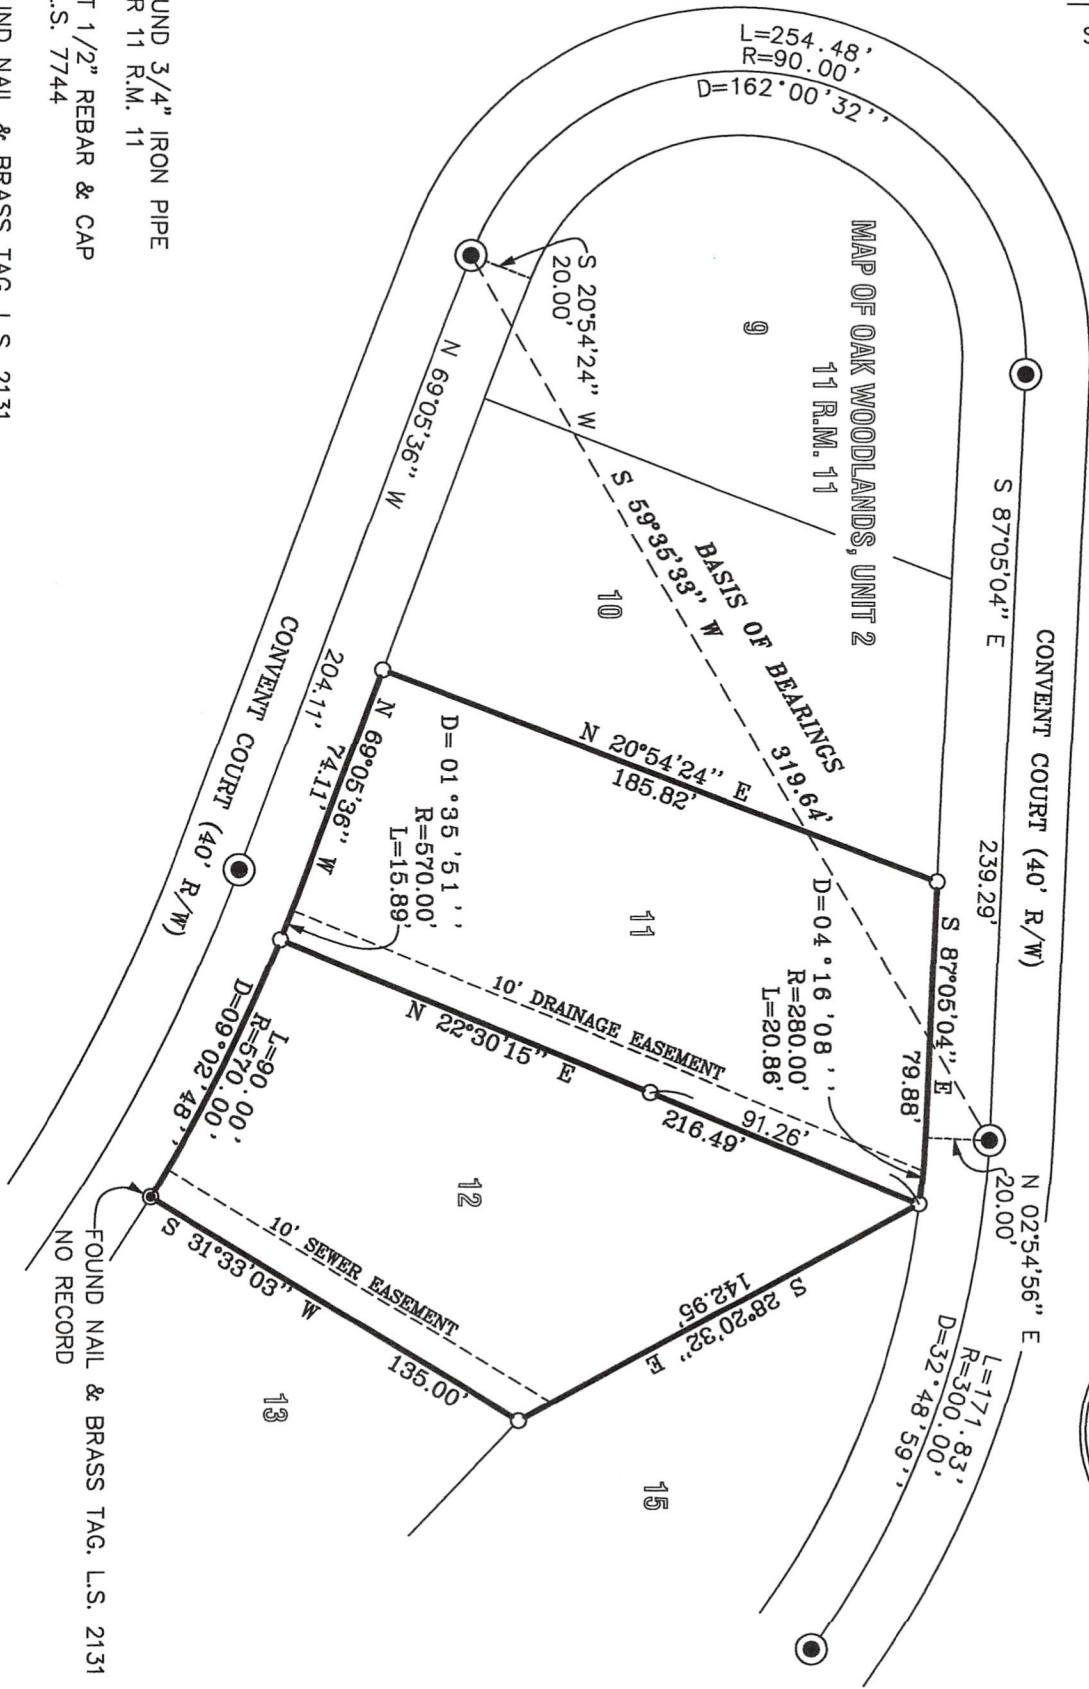 CONVENT COURT (40' R/W)
S 87°05'04" E
239.29'
L=254.48'
R=90.00'
D=162°00'32''
MAP OF OAK WOODLANDS, UNIT 2
11 R.M. 11
9
S 20°54'24" W
20.00'
N 69°05'36" W
204.11'
CONVENT COURT (40' R/W)
10
BASIS OF BEARINGS
S 59°35'33" W
319.64'
N 20°54'24" E
185.82'
N 69°05'36" W
74.11'
D= 01°35'51''
R=570.00'
L=15.89'
11
S 87°05'04" E
79.88'
D=04°16'08''
R=280.00'
L=20.86'
10' DRAINAGE EASEMENT
N 22°30'15" E
216.49'
91.26'
N 02°54'56" E
20.00'
L=171.83'
R=300.00'
D=32°48'59''
12
L=90.00'
R=570.00'
D=09°02'48''
10' SEWER EASEMENT
S 31°33'03" W
135.00'
S 28°20'32" E
142.95'
13
15
FOUND NAIL & BRASS TAG. L.S. 2131
NO RECORD
UND 3/4" IRON PIPE
R 11 R.M. 11
T 1/2" REBAR & CAP
.S. 7744
ND NAIL & BRASS TAG L.S. 2131